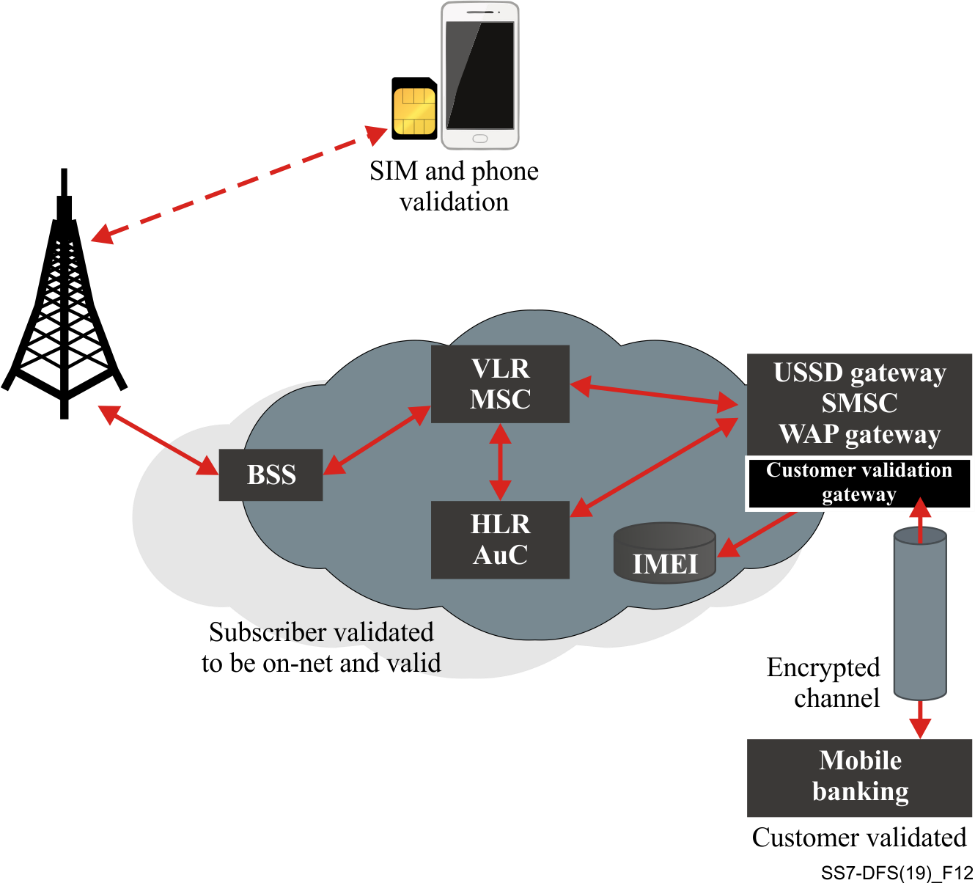 SIM and phone
validation
VLR
MSC
USSD gateway
SMSC
WAP gateway
BSS
Customer validation
gateway
HLR
AuC
IMEI
Subscriber validated
to be on-net and valid
Encrypted
channel
Mobile
banking
Customer validated
SS7-DFS(19)_F12